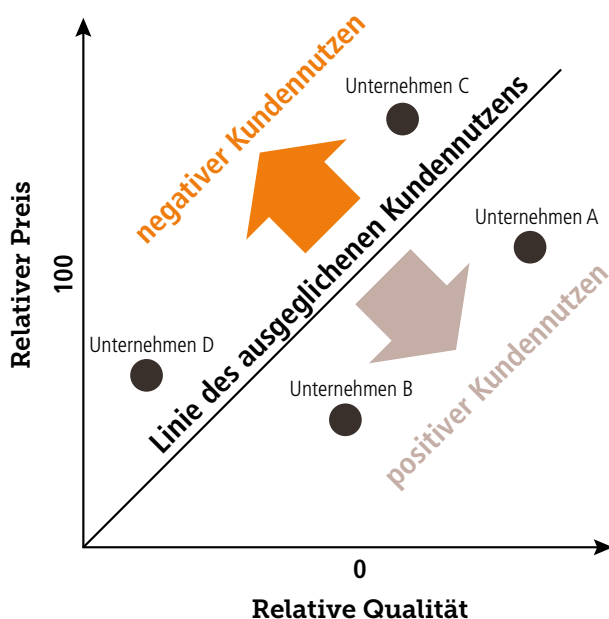 negativer Kundennutzen
Unternehmen C
Linie des ausgeglichenen Kundennutzens
Unternehmen A
Relativer Preis
100
Unternehmen D
Unternehmen B
positiver Kundennutzen
0
Relative Qualität